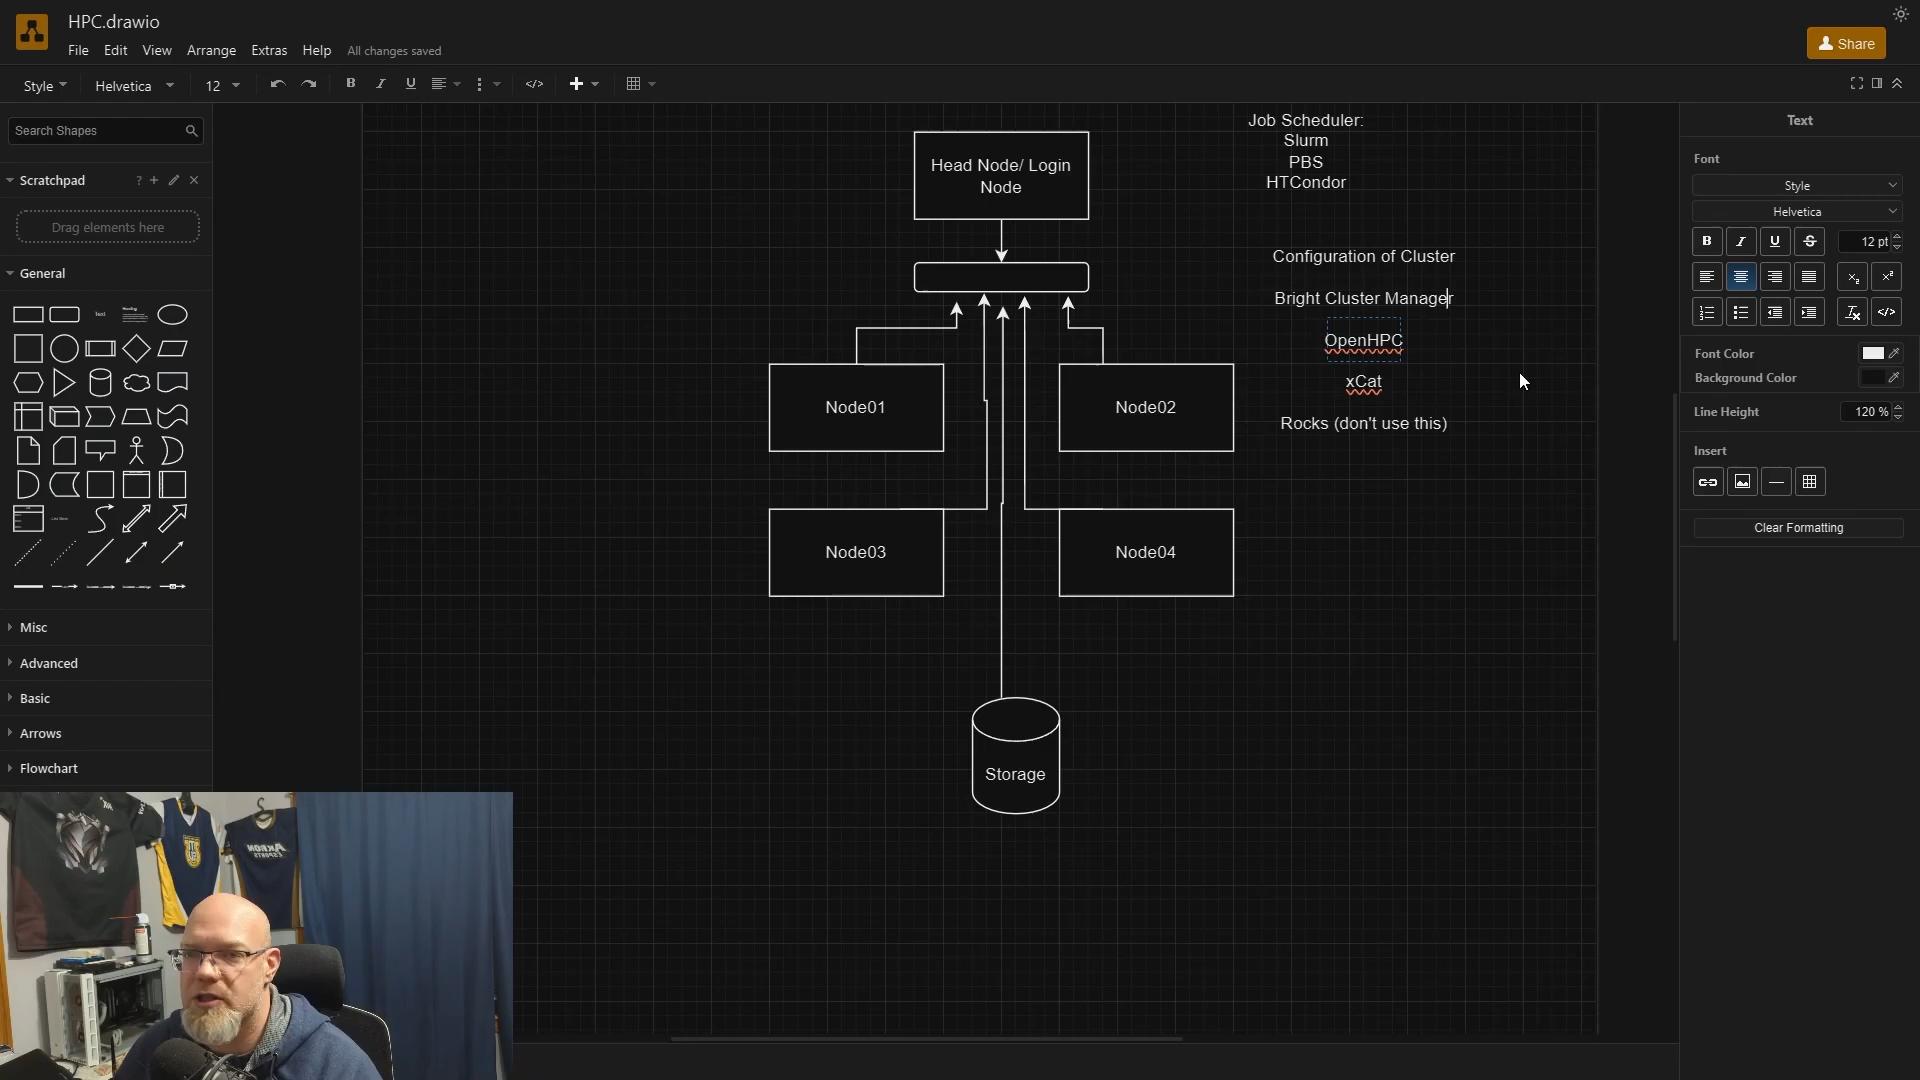 HPC.drawio
File Edit View Arrange Extras Help All changes saved
Share
Style Helvetica 12 B I U </>
Search Shapes
Scratchpad ? + ×
Drag elements here
General
Text
Misc
Advanced
Basic
Arrows
Flowchart
Head Node/ Login
Node
Node01
Node02
Node03
Node04
Storage
Job Scheduler:
Slurm
PBS
HTCondor
Configuration of Cluster
Bright Cluster Manager
OpenHPC
xCat
Rocks (don't use this)
Text
Font
Style
Helvetica
B I U S 12 pt
Font Color
Background Color
Line Height 120 %
Insert
Clear Formatting